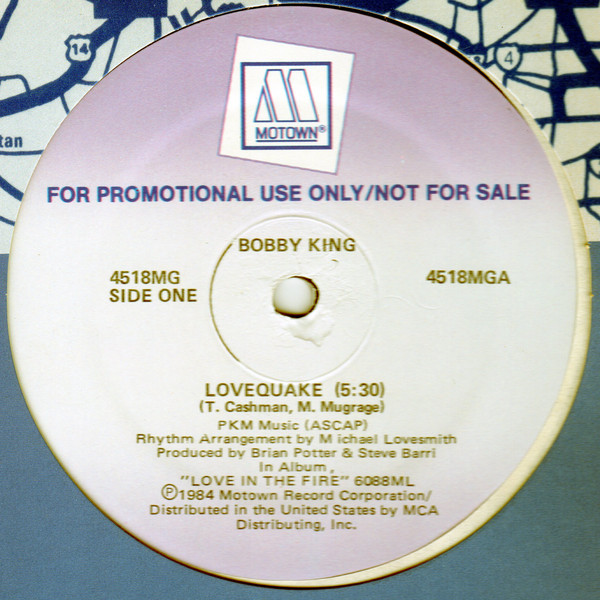 14
4
tan
M
MOTOWN®
FOR PROMOTIONAL USE ONLY/NOT FOR SALE
BOBBY KING
4518MG
SIDE ONE
4518MGA
LOVEQUAKE (5:30)
(T. Cashman, M. Mugrage)
PKM Music (ASCAP)
Rhythm Arrangement by Michael Lovesmith
Produced by Brian Potter & Steve Barri
In Album,
"LOVE IN THE FIRE" 6088ML
Ⓟ1984 Motown Record Corporation/
Distributed in the United States by MCA
Distributing, Inc.